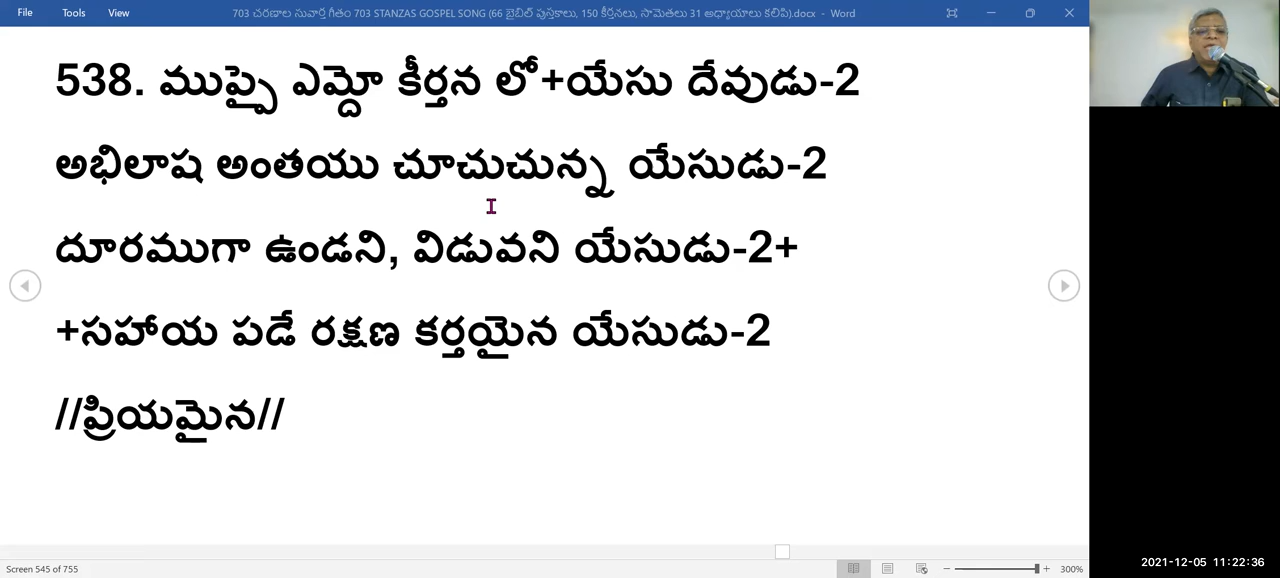 File Tools View 703 చరణాల సువార్త గీతం 703 STANZAS GOSPEL SONG (66 బైబిల్ పుస్తకాలు, 150 కీర్తనలు, సామెతలు 31 అధ్యాయాలు కలిపి).docx - Word
538. ముప్పై ఎమ్దో కీర్తన లో+యేసు దేవుడు-2
అభిలాష అంతయు చూచుచున్న యేసుడు-2
దూరముగా ఉండని, విడువని యేసుడు-2+
+సహాయ పడే రక్షణ కర్తయైన యేసుడు-2
//ప్రియమైన//
2021-12-05 11:22:36
Screen 545 of 755 300%